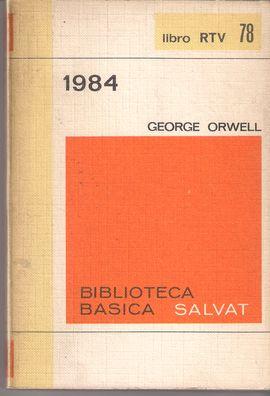 libro RTV 78
1984
GEORGE ORWELL
BIBLIOTECA
BASICA SALVAT